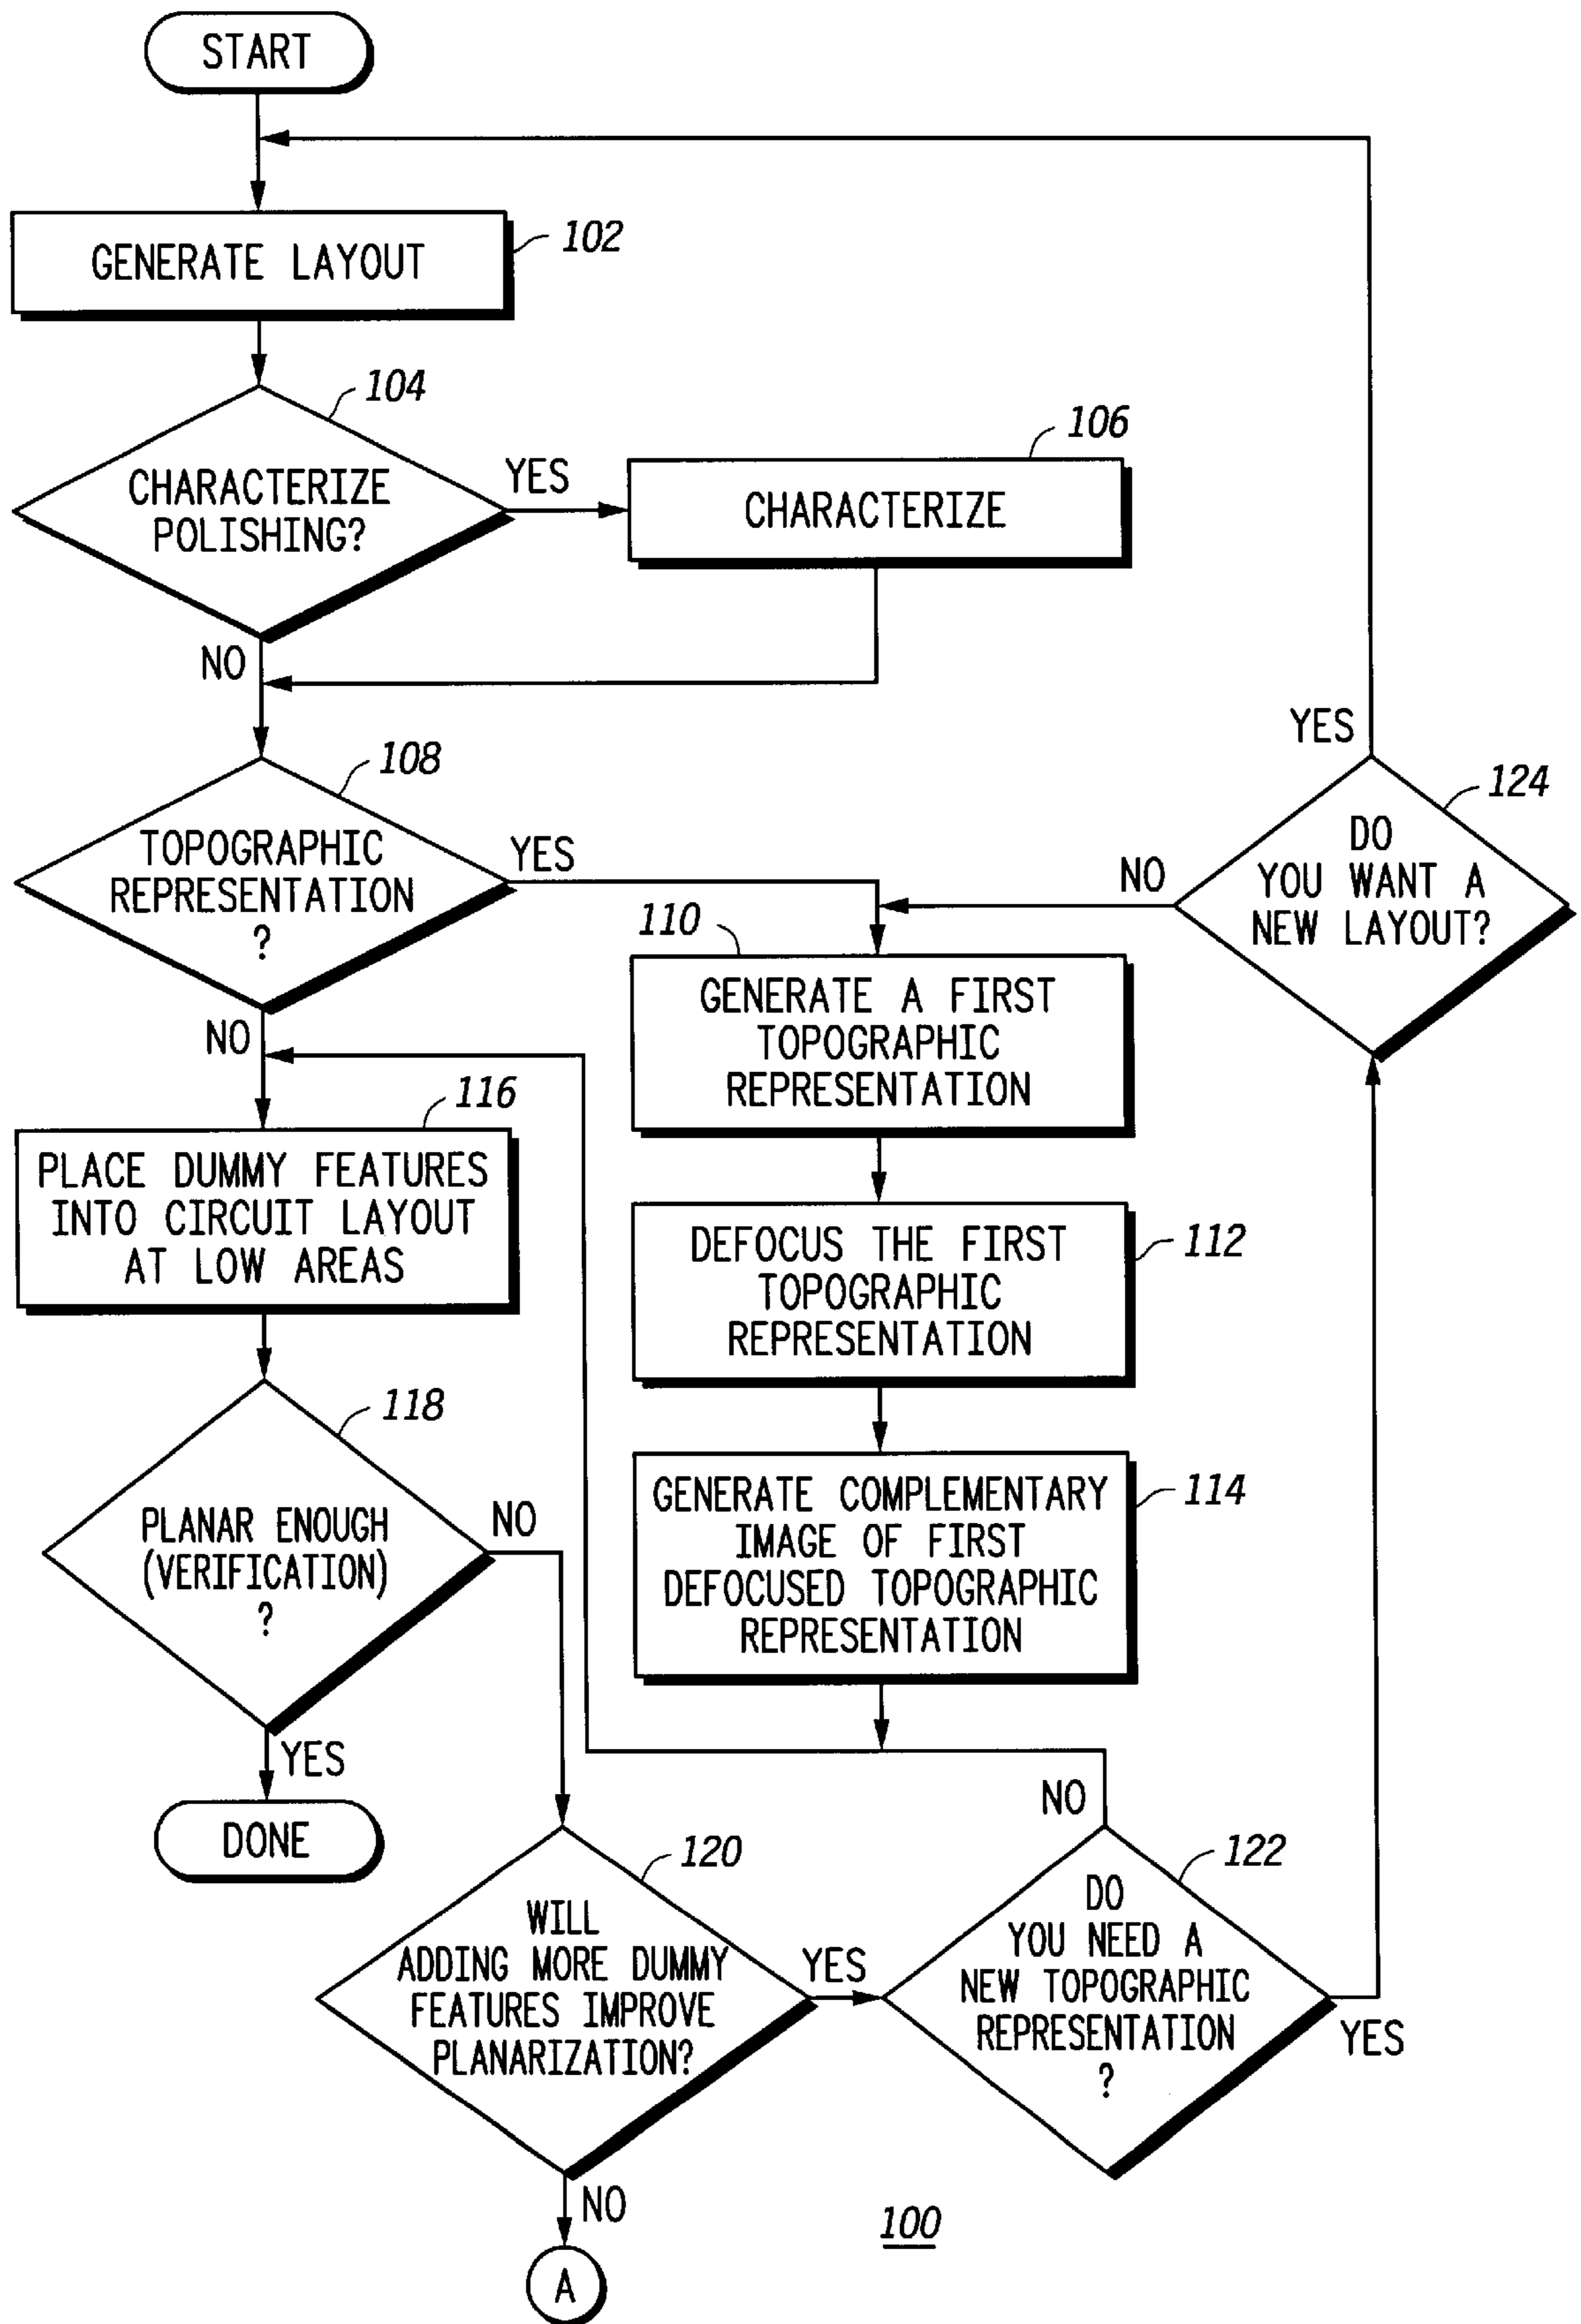 START
GENERATE LAYOUT
102
104
CHARACTERIZE
POLISHING?
YES
NO
106
CHARACTERIZE
108
TOPOGRAPHIC
REPRESENTATION
?
YES
NO
YES
124
DO
YOU WANT A
NEW LAYOUT?
NO
110
GENERATE A FIRST
TOPOGRAPHIC
REPRESENTATION
116
PLACE DUMMY FEATURES
INTO CIRCUIT LAYOUT
AT LOW AREAS
112
DEFOCUS THE FIRST
TOPOGRAPHIC
REPRESENTATION
118
PLANAR ENOUGH
(VERIFICATION)
?
NO
YES
114
GENERATE COMPLEMENTARY
IMAGE OF FIRST
DEFOCUSED TOPOGRAPHIC
REPRESENTATION
DONE
120
WILL
ADDING MORE DUMMY
FEATURES IMPROVE
PLANARIZATION?
YES
NO
122
NO
DO
YOU NEED A
NEW TOPOGRAPHIC
REPRESENTATION
?
YES
A
100